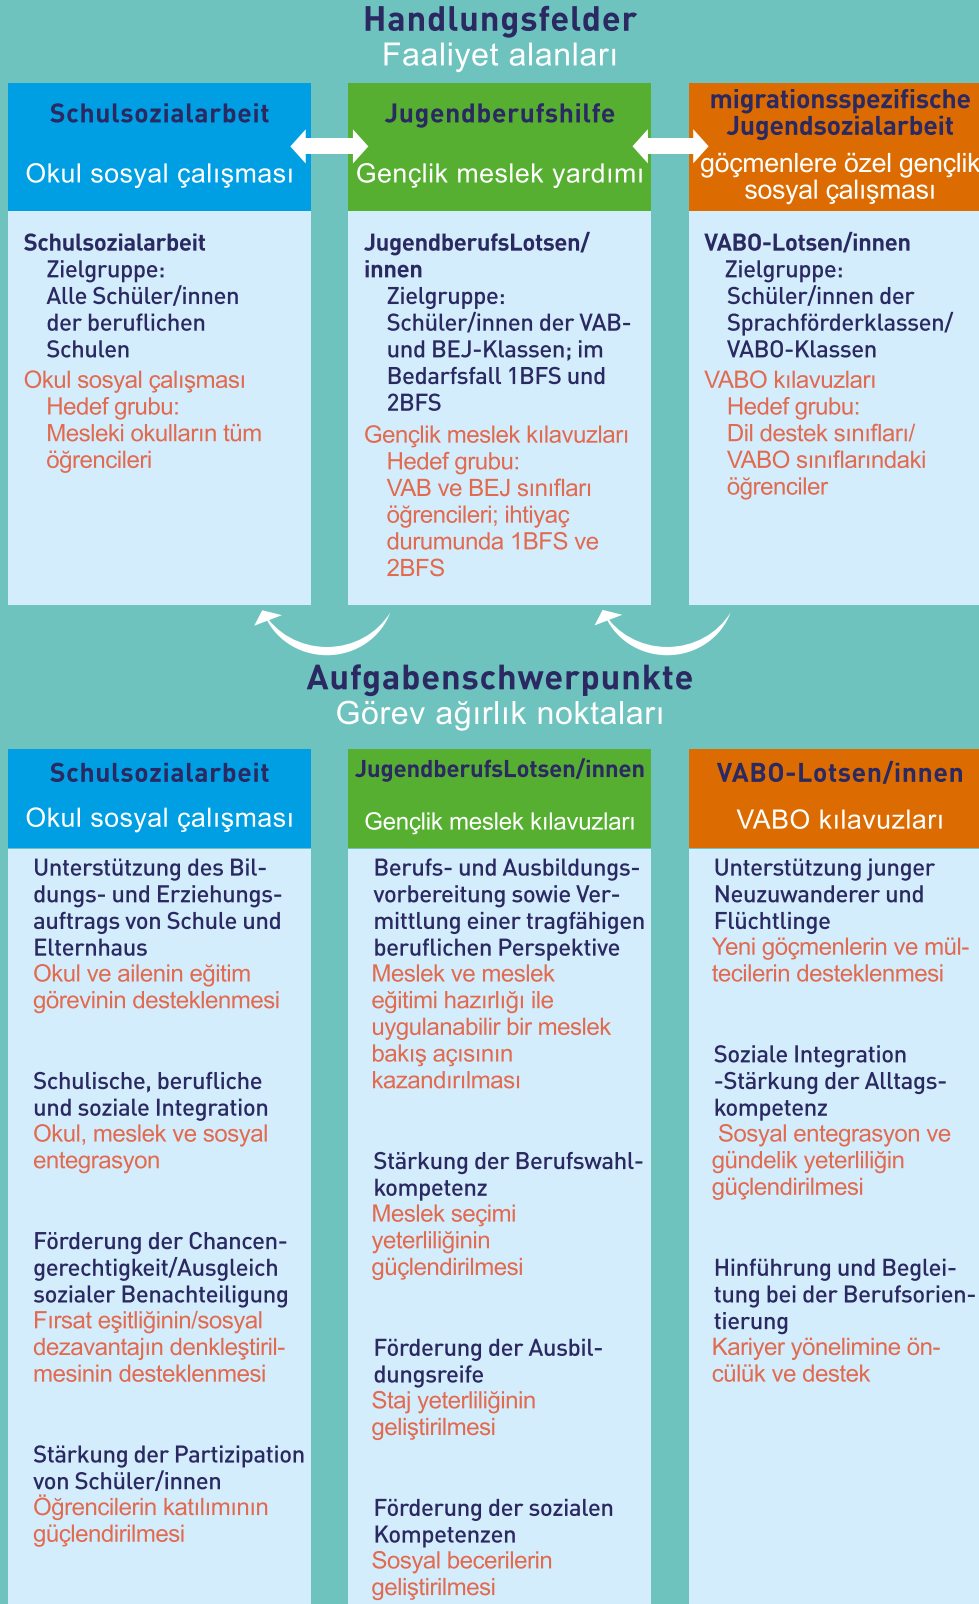 Handlungsfelder
Faaliyet alanları
Schulsozialarbeit
Okul sosyal çalışması
Jugendberufshilfe
Gençlik meslek yardımı
migrationsspezifische
Jugendsozialarbeit
göçmenlere özel gençlik
sosyal çalışması
Schulsozialarbeit
Zielgruppe:
Alle Schüler/innen
der beruflichen
Schulen
Okul sosyal çalışması
Hedef grubu:
Mesleki okulların tüm
öğrencileri
JugendberufsLotsen/
innen
Zielgruppe:
Schüler/innen der VAB-
und BEJ-Klassen; im
Bedarfsfall 1BFS und
2BFS
Gençlik meslek kılavuzları
Hedef grubu:
VAB ve BEJ sınıfları
öğrencileri; ihtiyaç
durumunda 1BFS ve
2BFS
VABO-Lotsen/innen
Zielgruppe:
Schüler/innen der
Sprachförderklassen/
VABO-Klassen
VABO kılavuzları
Hedef grubu:
Dil destek sınıfları/
VABO sınıflarındaki
öğrenciler
Aufgabenschwerpunkte
Görev ağırlık noktaları
Schulsozialarbeit
Okul sosyal çalışması
JugendberufsLotsen/innen
Gençlik meslek kılavuzları
VABO-Lotsen/innen
VABO kılavuzları
Unterstützung des Bil-
dungs- und Erziehungs-
auftrags von Schule und
Elternhaus
Okul ve ailenin eğitim
görevinin desteklenmesi
Schulische, berufliche
und soziale Integration
Okul, meslek ve sosyal
entegrasyon
Förderung der Chancen-
gerechtigkeit/Ausgleich
sozialer Benachteiligung
Fırsat eşitliğinin/sosyal
dezavantajın denkleştiril-
mesinin desteklenmesi
Stärkung der Partizipation
von Schüler/innen
Öğrencilerin katılımının
güçlendirilmesi
Berufs- und Ausbildungs-
vorbereitung sowie Ver-
mittlung einer tragfähigen
beruflichen Perspektive
Meslek ve meslek
eğitimi hazırlığı ile
uygulanabilir bir meslek
bakış açısının
kazandırılması
Stärkung der Berufswahl-
kompetenz
Meslek seçimi
yeterliliğinin
güçlendirilmesi
Förderung der Ausbil-
dungsreife
Staj yeterliliğinin
geliştirilmesi
Förderung der sozialen
Kompetenzen
Sosyal becerilerin
geliştirilmesi
Unterstützung junger
Neuzuwanderer und
Flüchtlinge
Yeni göçmenlerin ve mül-
tecilerin desteklenmesi
Soziale Integration
-Stärkung der Alltags-
kompetenz
Sosyal entegrasyon ve
gündelik yeterliliğin
güçlendirilmesi
Hinführung und Beglei-
tung bei der Berufsorien-
tierung
Kariyer yönelimine ön-
cülük ve destek